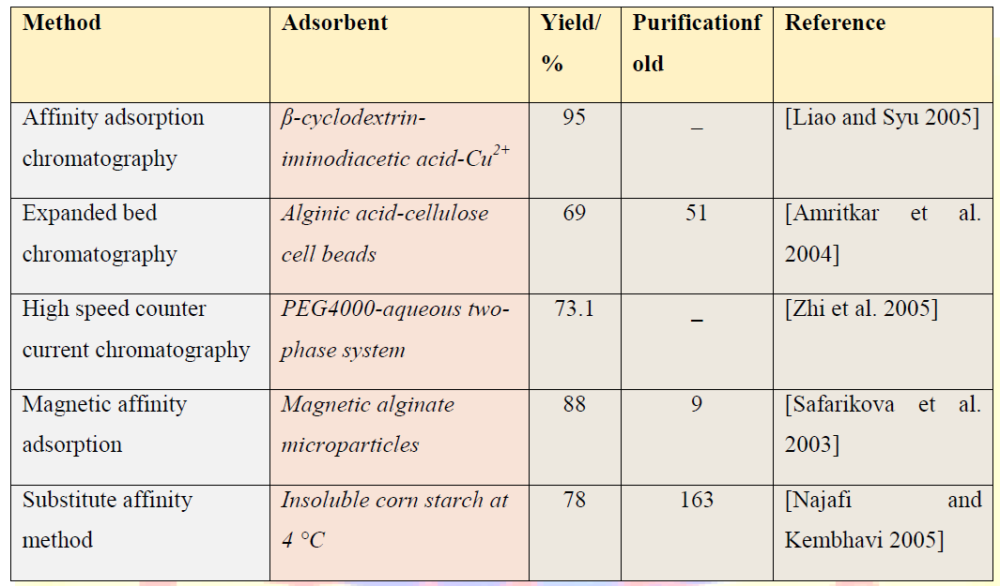 Method Adsorbent Yield/ Purificationf Reference
% old
Affinity adsorption β-cyclodextrin- 95 _ [Liao and Syu 2005]
chromatography iminodiacetic acid-Cu²⁺
Expanded bed Alginic acid-cellulose 69 51 [Amritkar et al.
chromatography cell beads 2004]
High speed counter PEG4000-aqueous two- 73.1 _ [Zhi et al. 2005]
current chromatography phase system
Magnetic affinity Magnetic alginate 88 9 [Safarikova et al.
adsorption microparticles 2003]
Substitute affinity Insoluble corn starch at 78 163 [Najafi and
method 4 °C Kembhavi 2005]